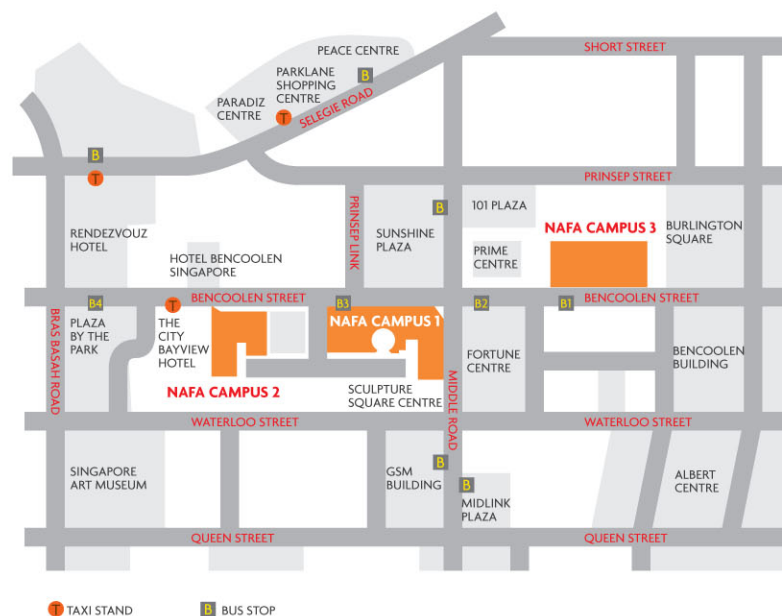 PEACE CENTRE
SHORT STREET
PARKLANE
SHOPPING
CENTRE
B
PARADIZ
CENTRE
T
SELEGIE ROAD
B
T
PRINSEP STREET
RENDEZVOUZ
HOTEL
HOTEL BENCOOLEN
SINGAPORE
PRINSEP LINK
SUNSHINE
PLAZA
B
101 PLAZA
PRIME
CENTRE
NAFA CAMPUS 3
BURLINGTON
SQUARE
B4
T
BENCOOLEN STREET
B3
B2
B1
BENCOOLEN STREET
BRAS BASAH ROAD
PLAZA
BY THE
PARK
THE
CITY
BAYVIEW
HOTEL
NAFA CAMPUS 1
NAFA CAMPUS 2
SCULPTURE
SQUARE CENTRE
MIDDLE ROAD
FORTUNE
CENTRE
BENCOOLEN
BUILDING
WATERLOO STREET
WATERLOO STREET
SINGAPORE
ART MUSEUM
GSM
BUILDING
B
B
MIDLINK
PLAZA
ALBERT
CENTRE
QUEEN STREET
QUEEN STREET
T TAXI STAND
B BUS STOP